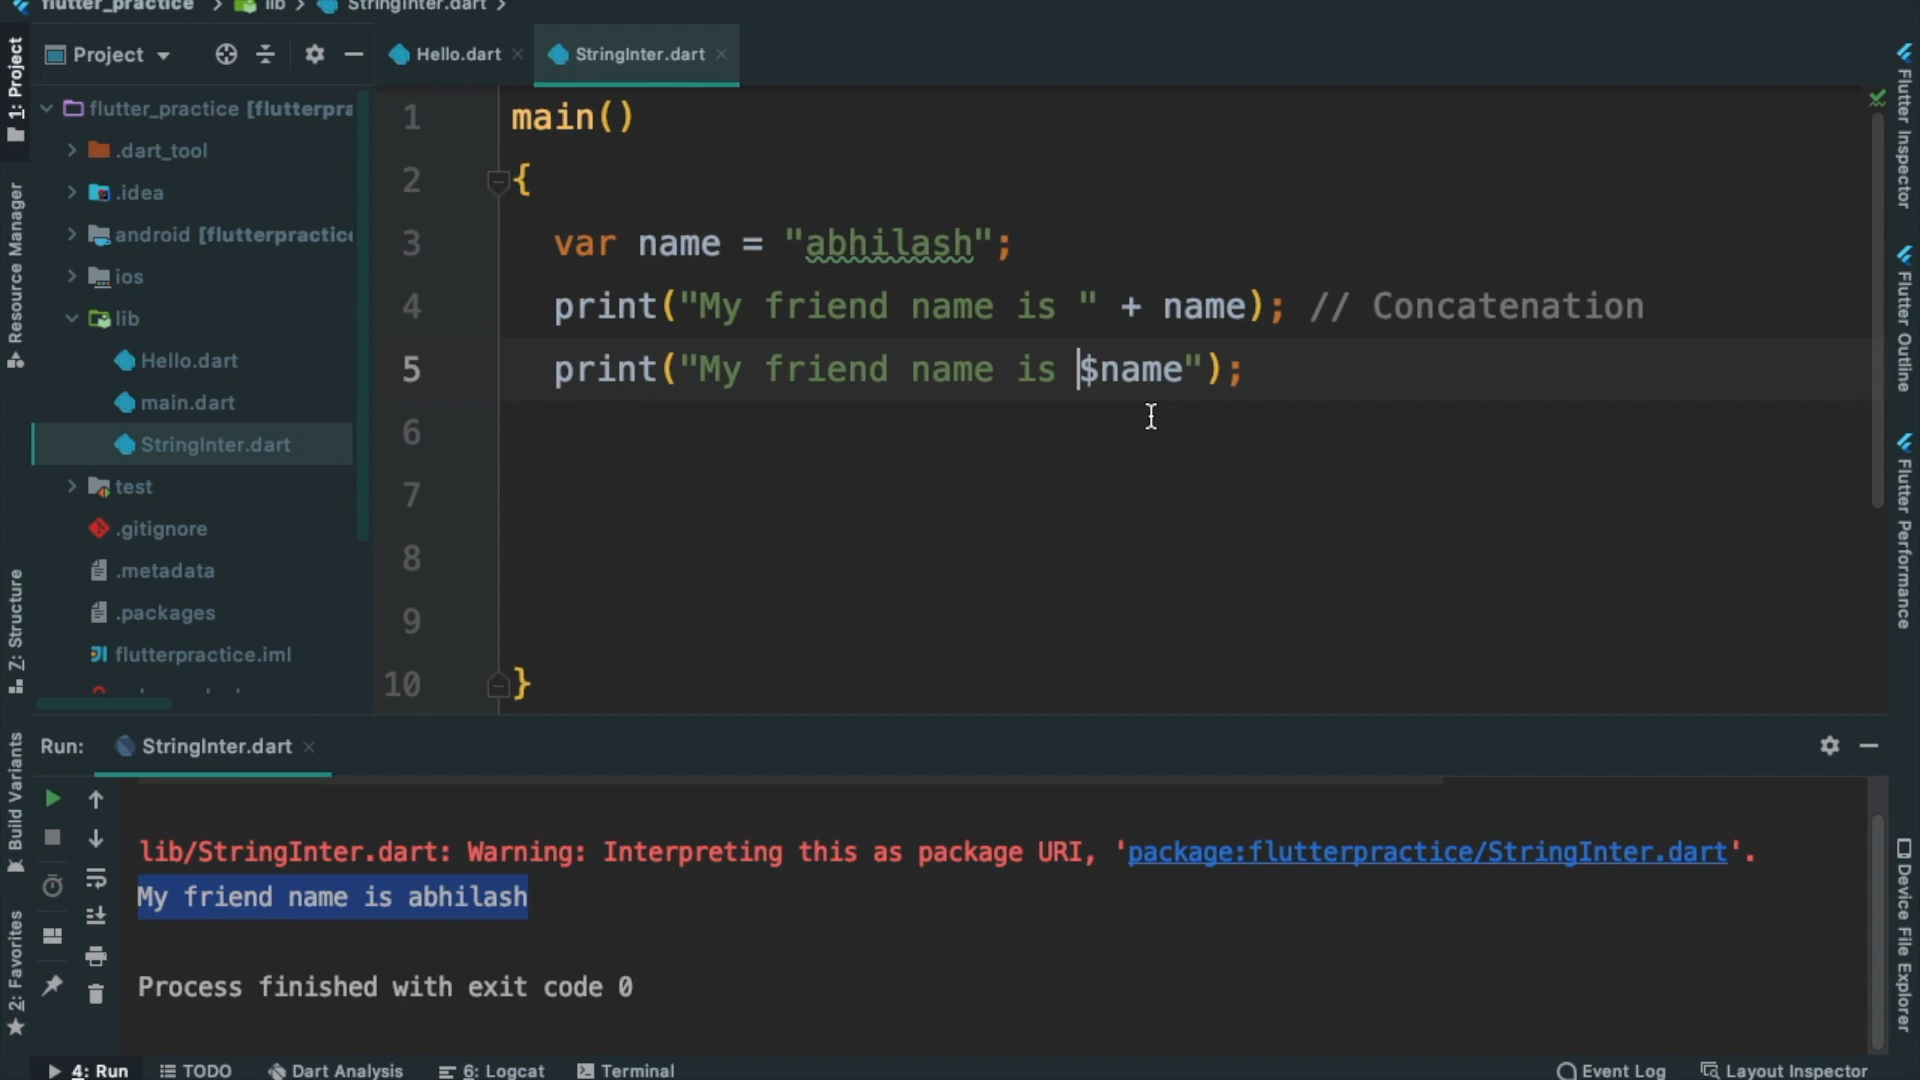 flutter_practice > lib > StringInter.dart >
Project
Hello.dart
StringInter.dart
1: Project
Resource Manager
Z: Structure
Build Variants
2: Favorites
flutter_practice [flutterpra
.dart_tool
.idea
android [flutterpractice
ios
lib
Hello.dart
main.dart
StringInter.dart
test
.gitignore
.metadata
.packages
flutterpractice.iml
1 main()
2 {
3 var name = "abhilash";
4 print("My friend name is " + name); // Concatenation
5 print("My friend name is $name");
6
7
8
9
10 }
Flutter Inspector
Flutter Outline
Flutter Performance
Device File Explorer
Run: StringInter.dart
lib/StringInter.dart: Warning: Interpreting this as package URI, 'package:flutterpractice/StringInter.dart'.
My friend name is abhilash
Process finished with exit code 0
4: Run TODO Dart Analysis 6: Logcat Terminal Event Log Layout Inspector